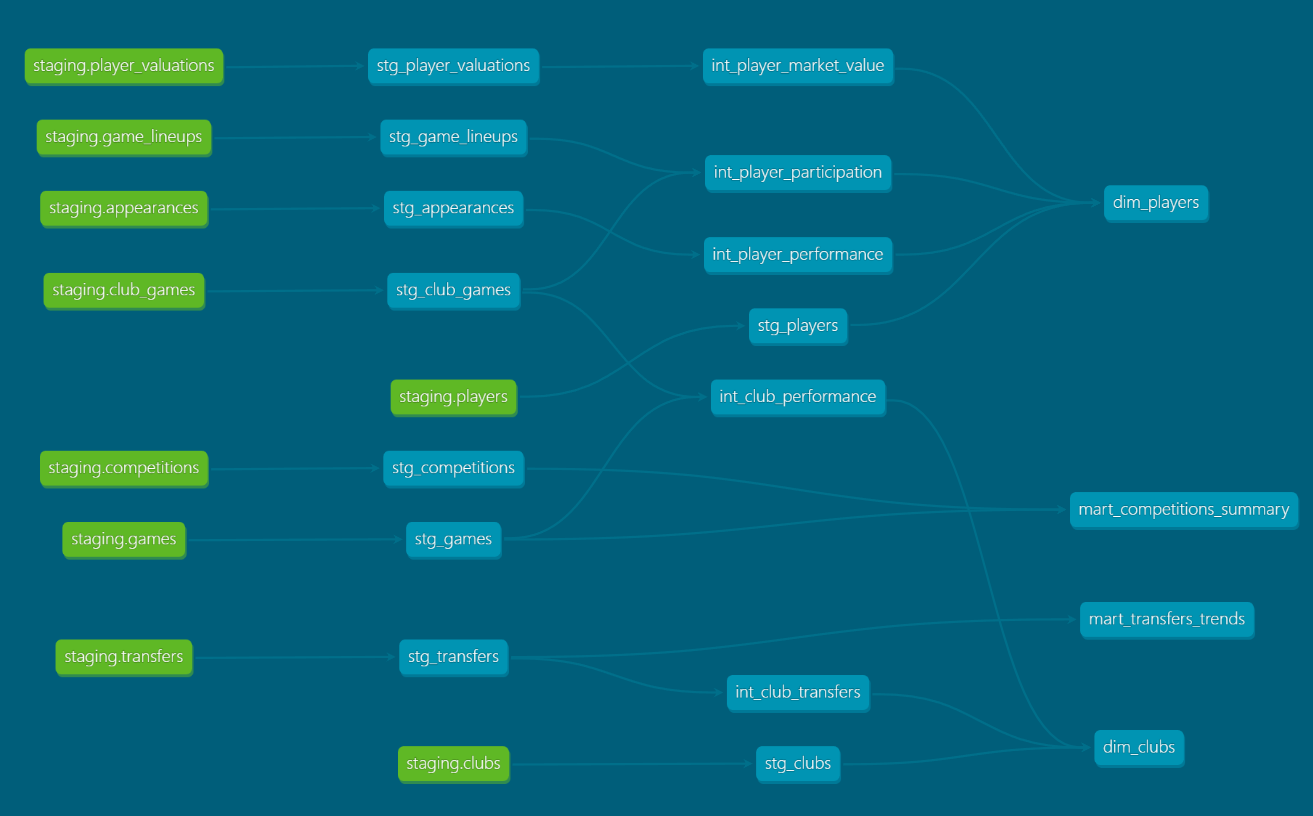 staging.player_valuations
stg_player_valuations
int_player_market_value
staging.game_lineups
stg_game_lineups
int_player_participation
staging.appearances
stg_appearances
dim_players
int_player_performance
staging.club_games
stg_club_games
stg_players
staging.players
int_club_performance
staging.competitions
stg_competitions
mart_competitions_summary
staging.games
stg_games
mart_transfers_trends
staging.transfers
stg_transfers
int_club_transfers
dim_clubs
staging.clubs
stg_clubs